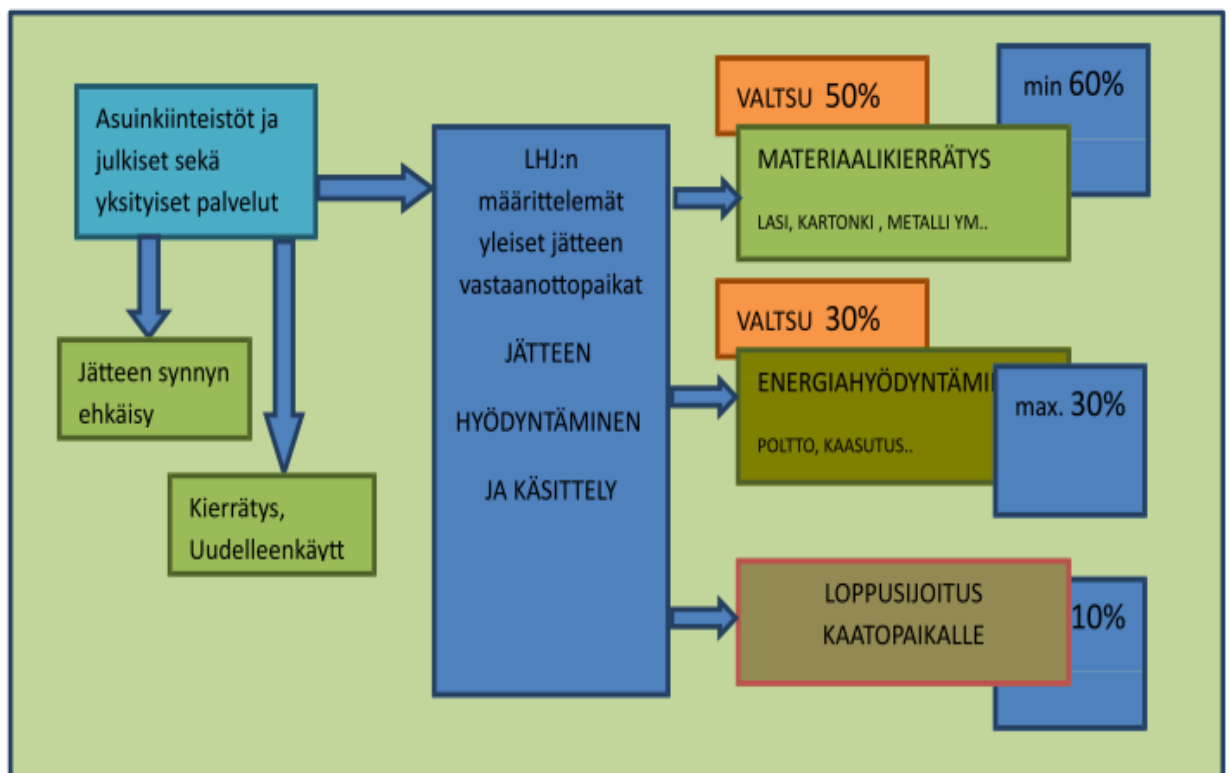 Asuinkiinteistöt ja
julkiset sekä
yksityiset palvelut
Jätteen synnyn
ehkäisy
Kierrätys,
Uudelleenkäytt
LHJ:n
määrittelemät
yleiset jätteen
vastaanottopaikat
JÄTTEEN
HYÖDYNTÄMINEN
JA KÄSITTELY
VALTSU 50%
min 60%
MATERIAALIKIERRÄTYS
LASI, KARTONKI , METALLI YM..
VALTSU 30%
ENERGIAHYÖDYNTÄMI
max. 30%
POLTTO, KAASUTUS..
LOPPUSIJOITUS
KAATOPAIKALLE
10%